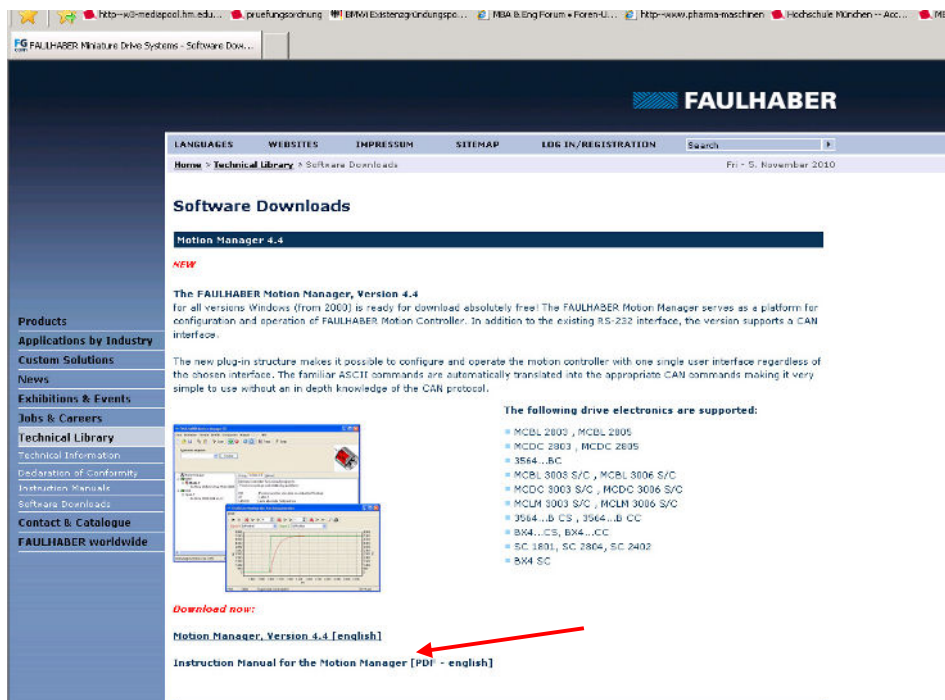 http--w3-mediapool.hm.edu... pruefungsordnung BMWi Existenzgründungspo... MBA & Eng Forum • Foren-U... http--www.pharma-maschinen Hochschule München -- Acc...
FAULHABER Miniature Drive Systems - Software Dow...
FAULHABER
LANGUAGES WEBSITES IMPRESSUM SITEMAP LOG IN/REGISTRATION Search
Home > Technical Library > Software Downloads Fri - 5. November 2010
Software Downloads
Motion Manager 4.4
NEW
The FAULHABER Motion Manager, Version 4.4
for all versions Windows (from 2000) is ready for download absolutely free! The FAULHABER Motion Manager serves as a platform for
configuration and operation of FAULHABER Motion Controller. In addition to the existing RS-232 interface, the version supports a CAN
interface.
The new plug-in structure makes it possible to configure and operate the motion controller with one single user interface regardless of
the chosen interface. The familiar ASCII commands are automatically translated into the appropriate CAN commands making it very
simple to use without an in depth knowledge of the CAN protocol.
Products
Applications by Industry
Custom Solutions
News
Exhibitions & Events
Jobs & Careers
Technical Library
Technical Information
Declaration of Conformity
Instruction Manuals
Software Downloads
Contact & Catalogue
FAULHABER worldwide
The following drive electronics are supported:
MCBL 2803 , MCBL 2805
MCDC 2803 , MCDC 2805
3564...BC
MCBL 3003 S/C , MCBL 3006 S/C
MCDC 3003 S/C , MCDC 3006 S/C
MCLM 3003 S/C , MCLM 3006 S/C
3564...B CS , 3564...B CC
BX4...CS, BX4...CC
SC 1801, SC 2804, SC 2402
BX4 SC
Download now:
Motion Manager, Version 4.4 [english]
Instruction Manual for the Motion Manager [PDF - english]